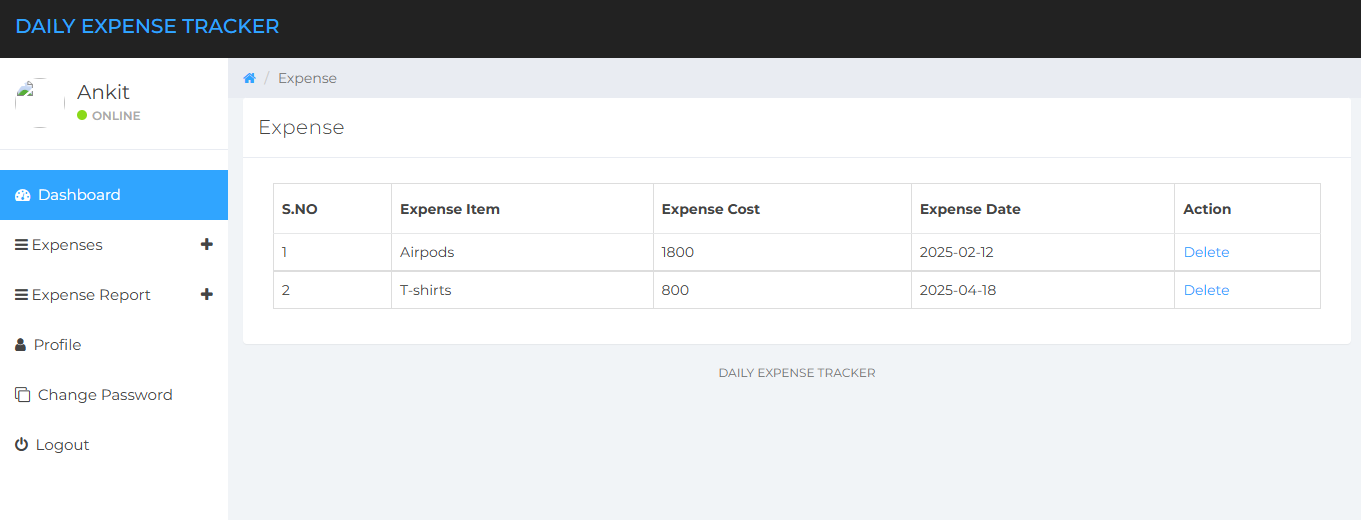 DAILY EXPENSE TRACKER
Ankit
ONLINE
Dashboard
Expenses
Expense Report
Profile
Change Password
Logout
/ Expense
Expense
S.NO Expense Item Expense Cost Expense Date Action
1 Airpods 1800 2025-02-12 Delete
2 T-shirts 800 2025-04-18 Delete
DAILY EXPENSE TRACKER